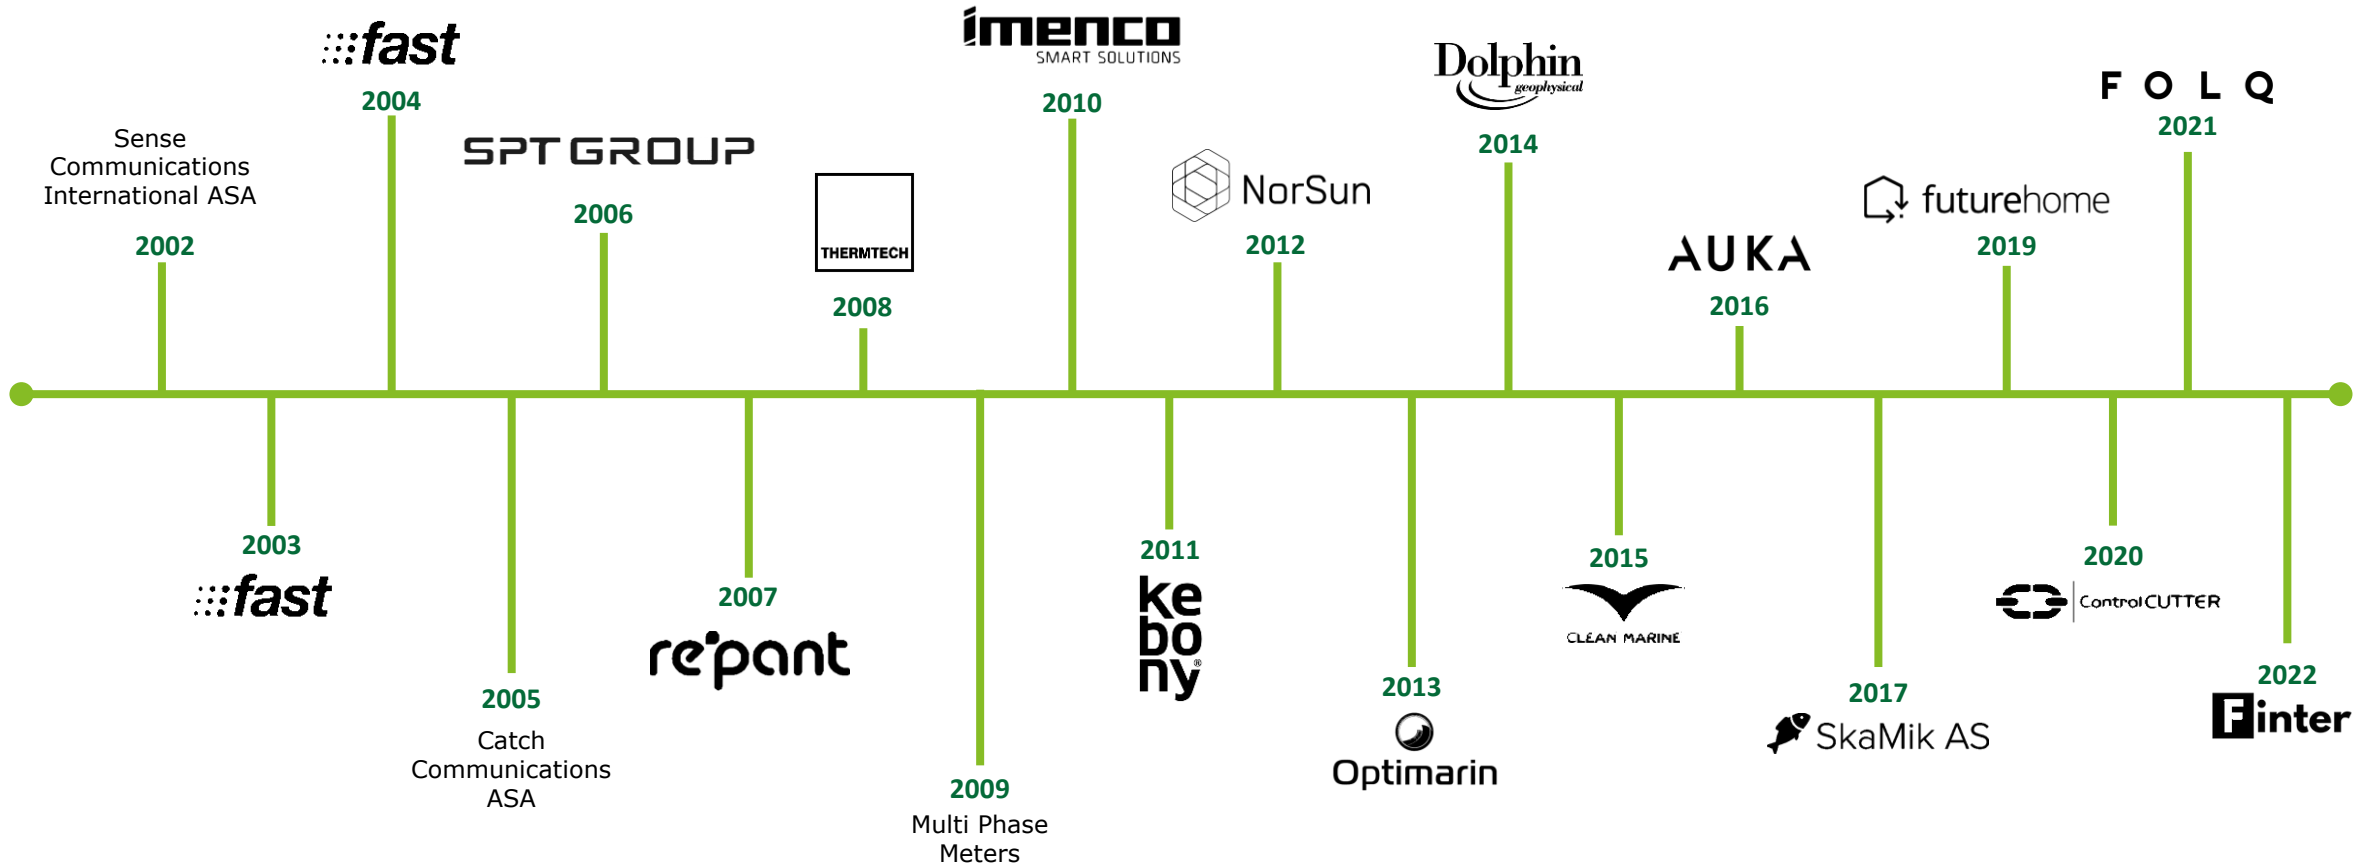 Sense
Communications
International ASA
2002
fast
2003
fast
2004
Catch
Communications
ASA
2005
SPT GROUP
2006
2007
repant
THERMTECH
2008
2009
Multi Phase
Meters
imenco
SMART SOLUTIONS
2010
2011
ke
bo
ny®
NorSun
2012
2013
Optimarin
Dolphin
geophysical
2014
2015
CLEAN MARINE
AUKA
2016
2017
SkaMik AS
futurehome
2019
2020
ControlCUTTER
FOLQ
2021
2022
Finter